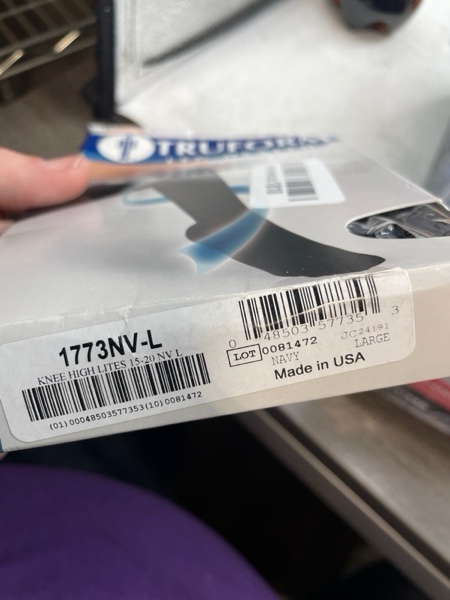 TRUFORM
1773NV-L
KNEE HIGH LITES 15-20 NV L
(01)00048503577353(10)0081472
0 48503 57735 3
LOT 0081472
JC24191
NAVY
LARGE
Made in USA